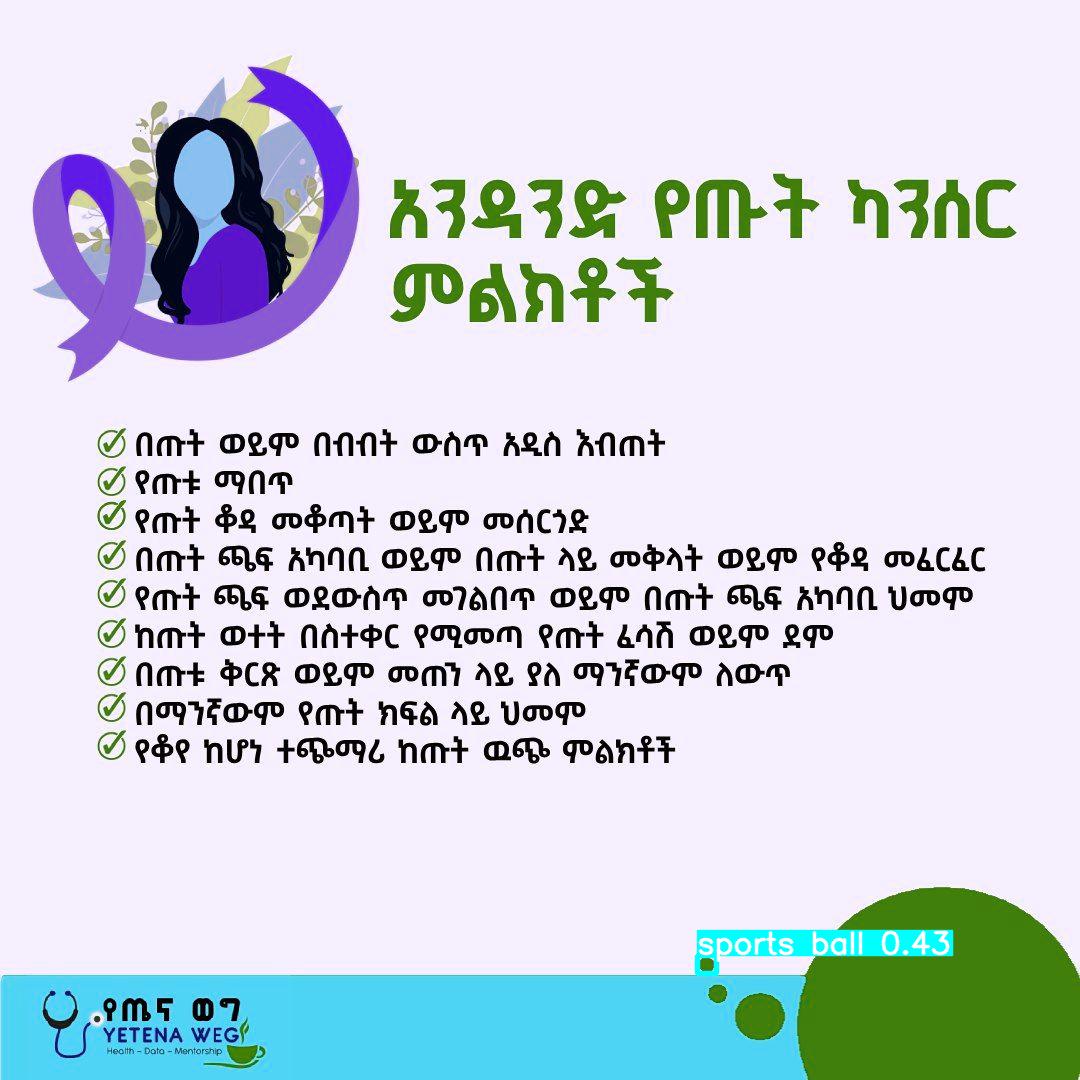 አንዳንድ የጡት ካንሰር
ምልክቶች
በጡት ወይም በብብት ውስጥ አዲስ እብጠት
የጡቱ ማበጥ
የጡት ቆዳ መቆጣት ወይም መሰርጎድ
በጡት ጫፍ አካባቢ ወይም በጡት ላይ መቅላት ወይም የቆዳ መፈርፈር
የጡት ጫፍ ወደውስጥ መገልበጥ ወይም በጡት ጫፍ አካባቢ ህመም
ከጡት ወተት በስተቀር የሚመጣ የጡት ፈሳሽ ወይም ደም
በጡቱ ቅርጽ ወይም መጠን ላይ ያለ ማንኛውም ለውጥ
በማንኛውም የጡት ክፍል ላይ ህመም
የቆየ ከሆነ ተጭማሪ ከጡት ዉጭ ምልክቶች
sports ball 0.43
የጤና ወግ
YETENA WEG
Health – Data – Mentorship